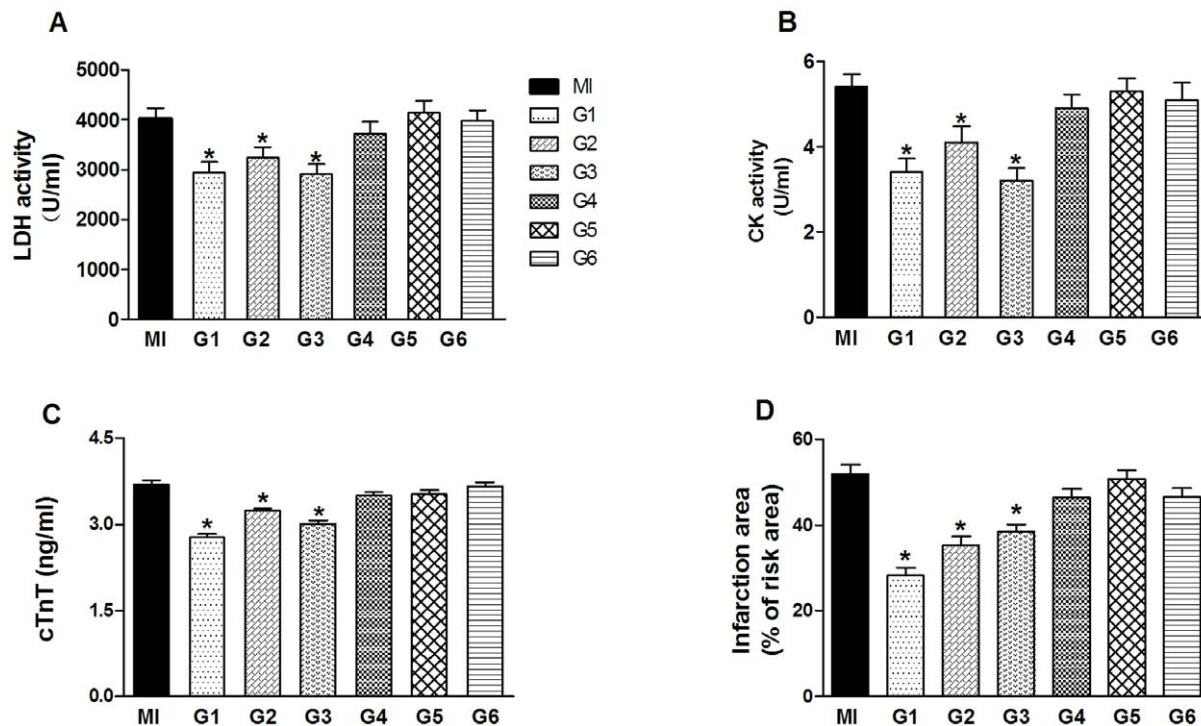 A
LDH activity
(U/ml)
5000
4000
3000
2000
1000
0
*
*
*
MI G1 G2 G3 G4 G5 G6
MI
G1
G2
G3
G4
G5
G6
B
CK activity
(U/ml)
6
4
2
0
*
*
*
MI G1 G2 G3 G4 G5 G6
C
cTnT (ng/ml)
4.5
3.0
1.5
0.0
*
*
*
MI G1 G2 G3 G4 G5 G6
D
Infarction area
(% of risk area)
60
40
20
0
*
*
*
MI G1 G2 G3 G4 G5 G6